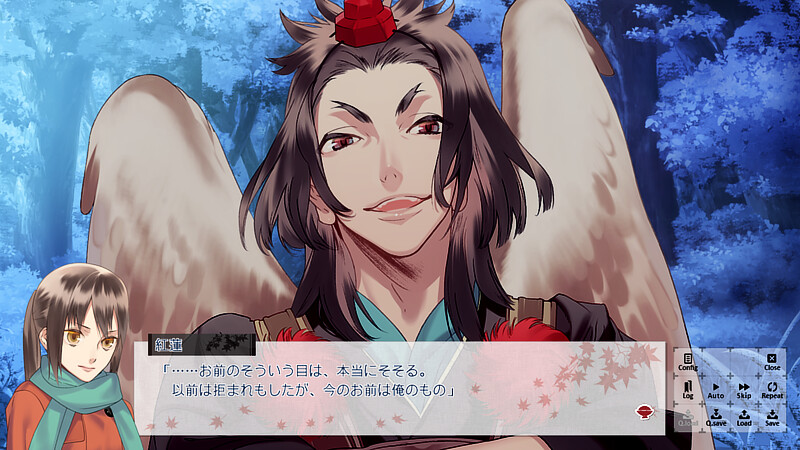 紅蓮
「……お前のそういう目は、本当にそそる。
以前は拒まれもしたが、今のお前は俺のもの」
Config
Close
Log
Auto
Skip
Repeat
Q.load
Q.save
Load
Save